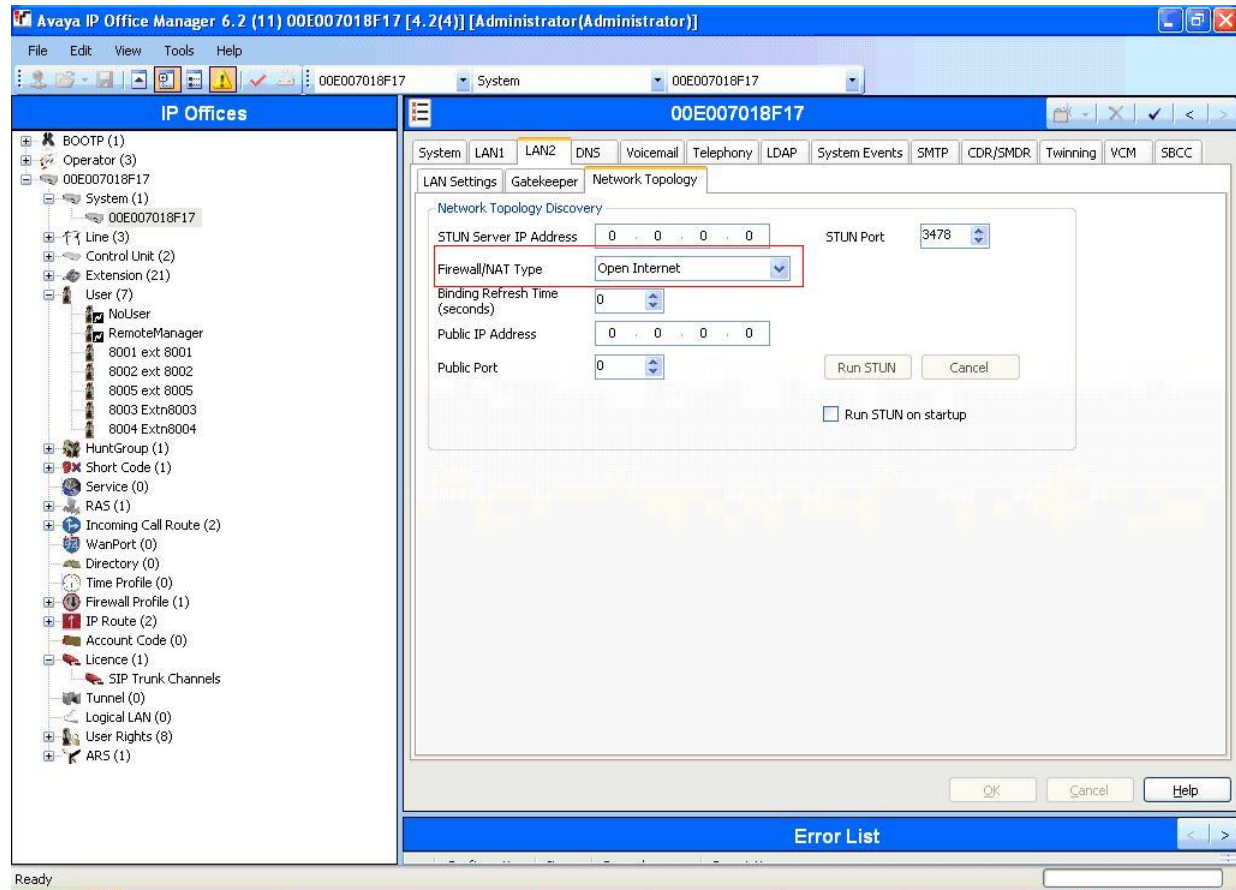 Avaya IP Office Manager 6.2 (11) 00E007018F17 [4.2(4)] [Administrator(Administrator)]
File Edit View Tools Help
00E007018F17 System 00E007018F17
IP Offices
BOOTP (1)
Operator (3)
00E007018F17
System (1)
00E007018F17
Line (3)
Control Unit (2)
Extension (21)
User (7)
NoUser
RemoteManager
8001 ext 8001
8002 ext 8002
8005 ext 8005
8003 Extn8003
8004 Extn8004
HuntGroup (1)
Short Code (1)
Service (0)
RAS (1)
Incoming Call Route (2)
WanPort (0)
Directory (0)
Time Profile (0)
Firewall Profile (1)
IP Route (2)
Account Code (0)
Licence (1)
SIP Trunk Channels
Tunnel (0)
Logical LAN (0)
User Rights (8)
ARS (1)
00E007018F17
System LAN1 LAN2 DNS Voicemail Telephony LDAP System Events SMTP CDR/SMDR Twinning VCM SBCC
LAN Settings Gatekeeper Network Topology
Network Topology Discovery
STUN Server IP Address 0 . 0 . 0 . 0 STUN Port 3478
Firewall/NAT Type Open Internet
Binding Refresh Time
(seconds) 0
Public IP Address 0 . 0 . 0 . 0
Public Port 0 Run STUN Cancel
Run STUN on startup
OK Cancel Help
Error List
Ready